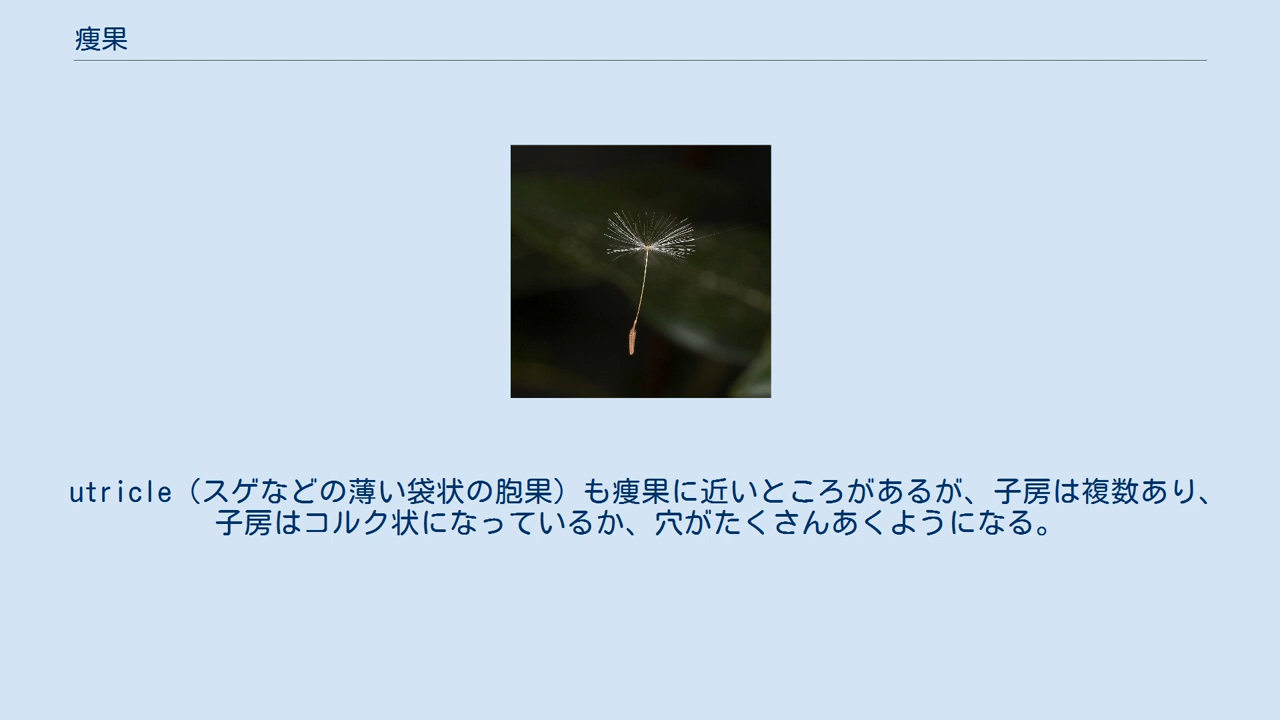 痩果
utricle（スゲなどの薄い袋状の胞果）も痩果に近いところがあるが、子房は複数あり、
子房はコルク状になっているか、穴がたくさんあくようになる。